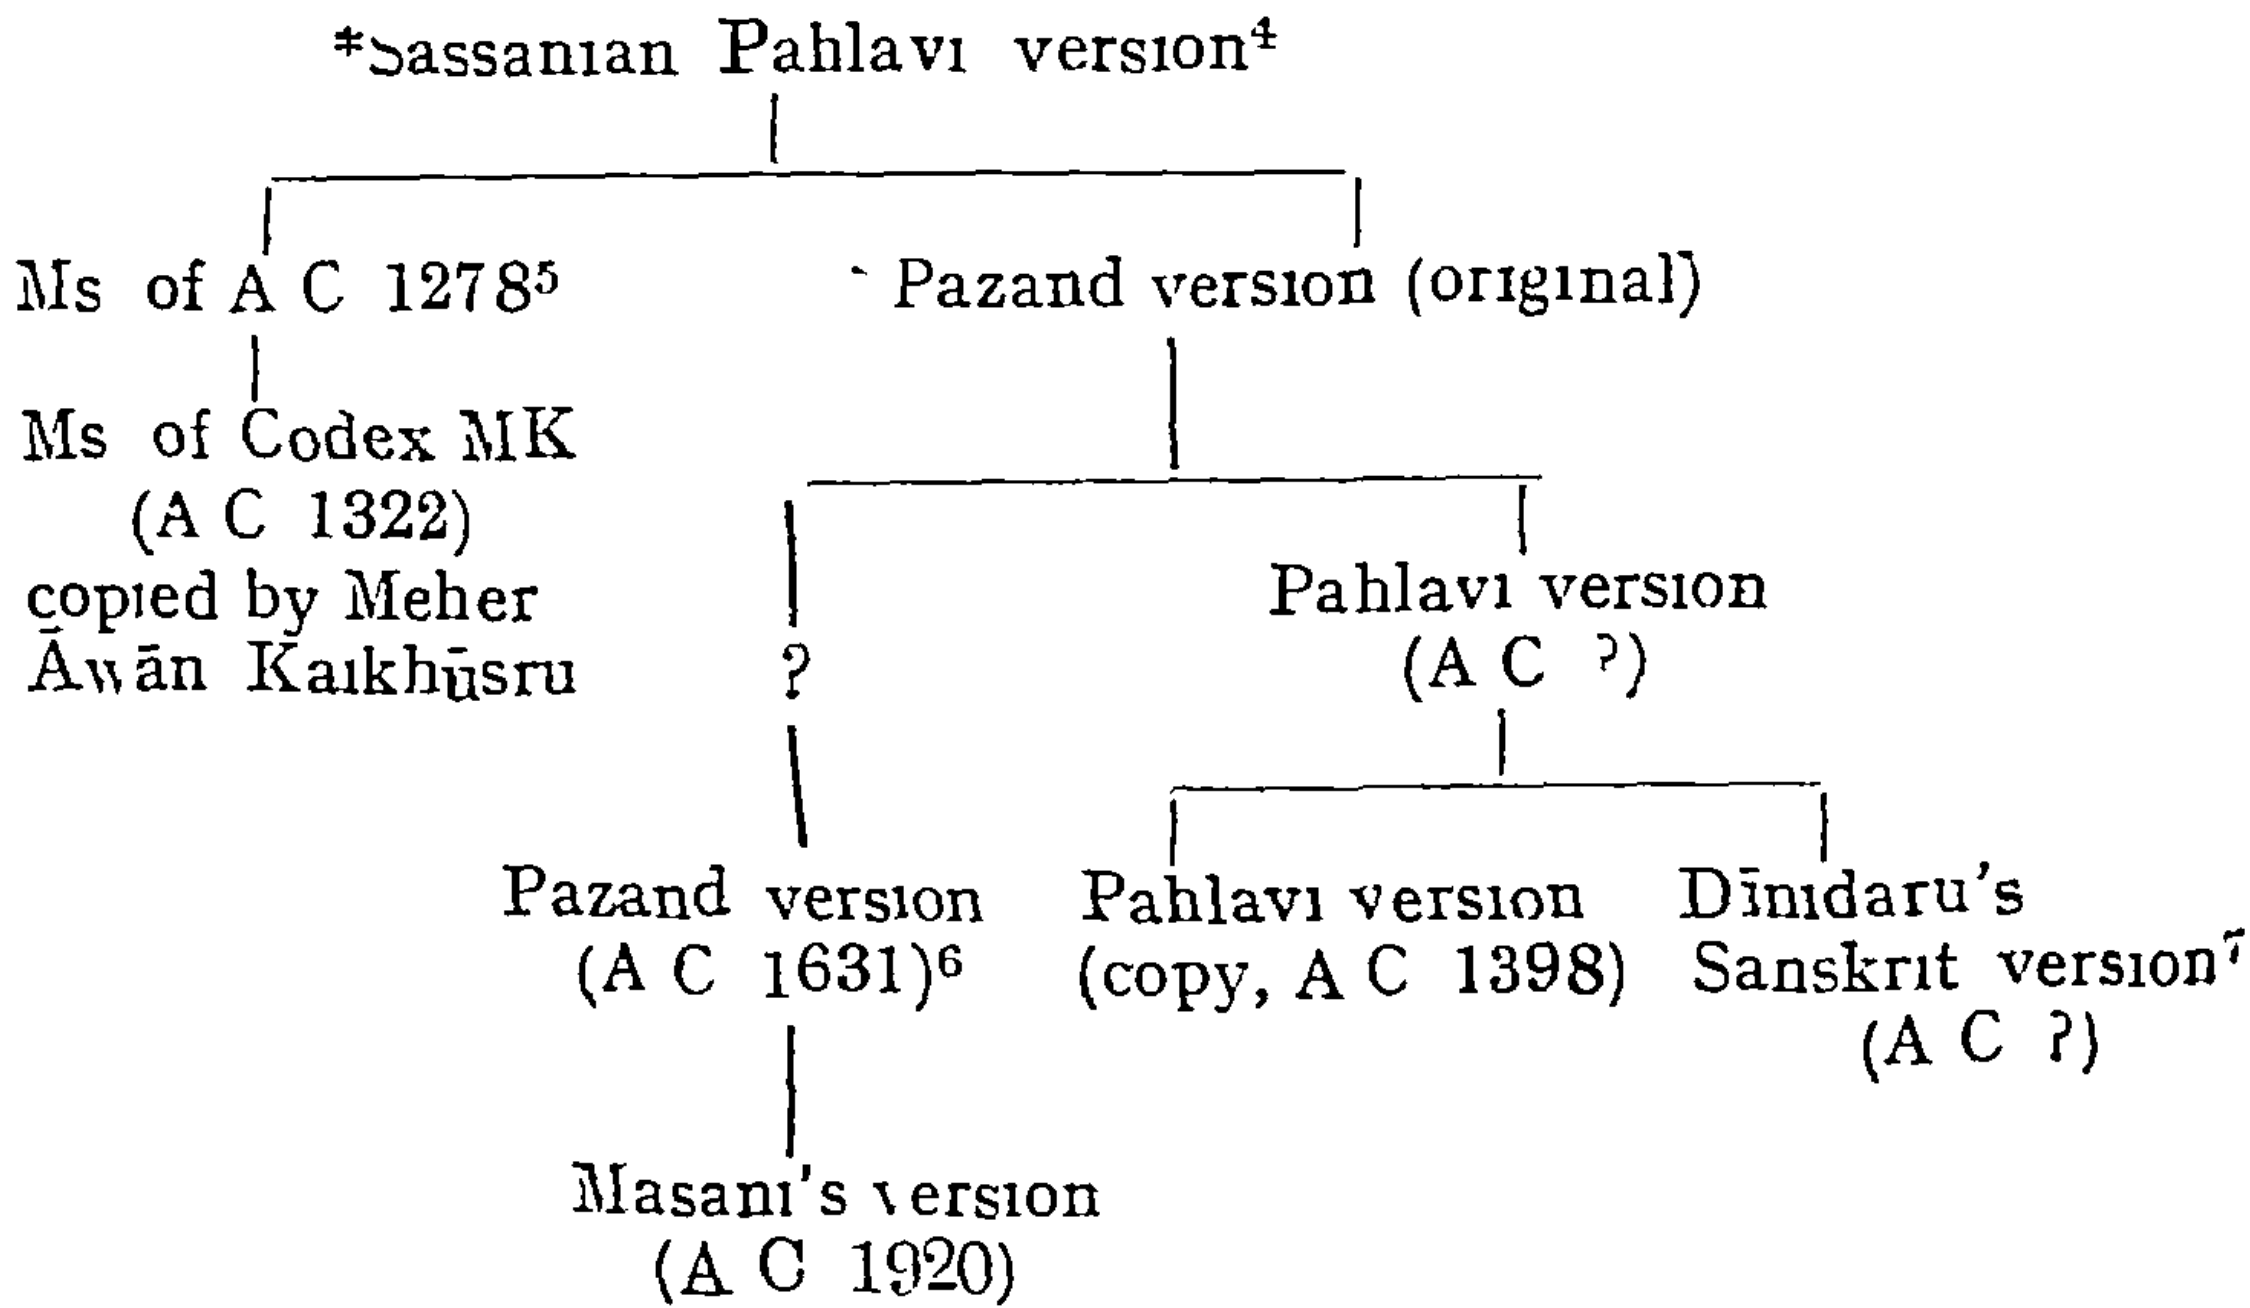 *Sassanian Pahlavi version⁴
Ms of A C 1278⁵
Pazand version (original)
Ms of Codex MK
(A C 1322)
copied by Meher
Āwān Kaikhūsru
?
Pahlavi version
(A C ?)
Pazand version
(A C 1631)⁶
Pahlavi version
(copy, A C 1398)
Dīnidaru's
Sanskrit version⁷
(A C ?)
Masani's version
(A C 1920)